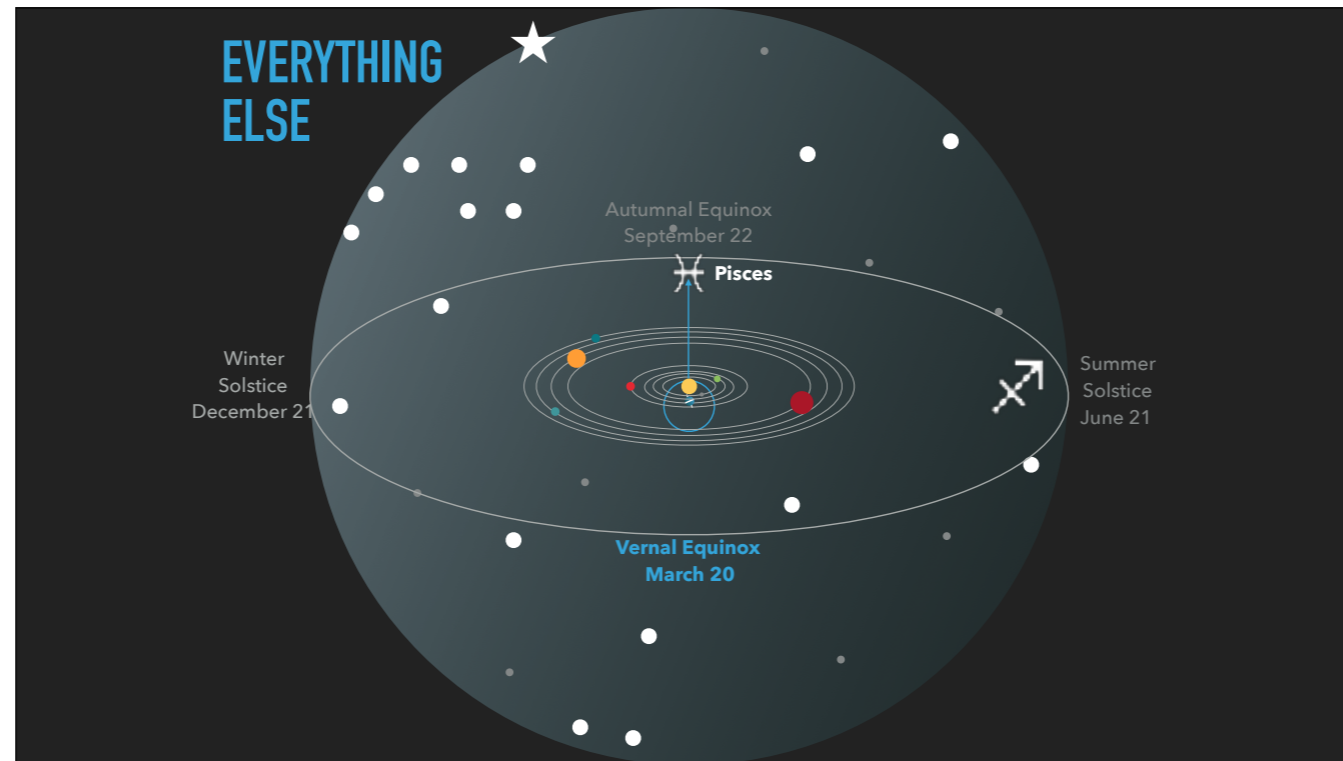 EVERYTHING
ELSE
Autumnal Equinox
September 22
Pisces
Winter
Solstice
December 21
Summer
Solstice
June 21
Vernal Equinox
March 20